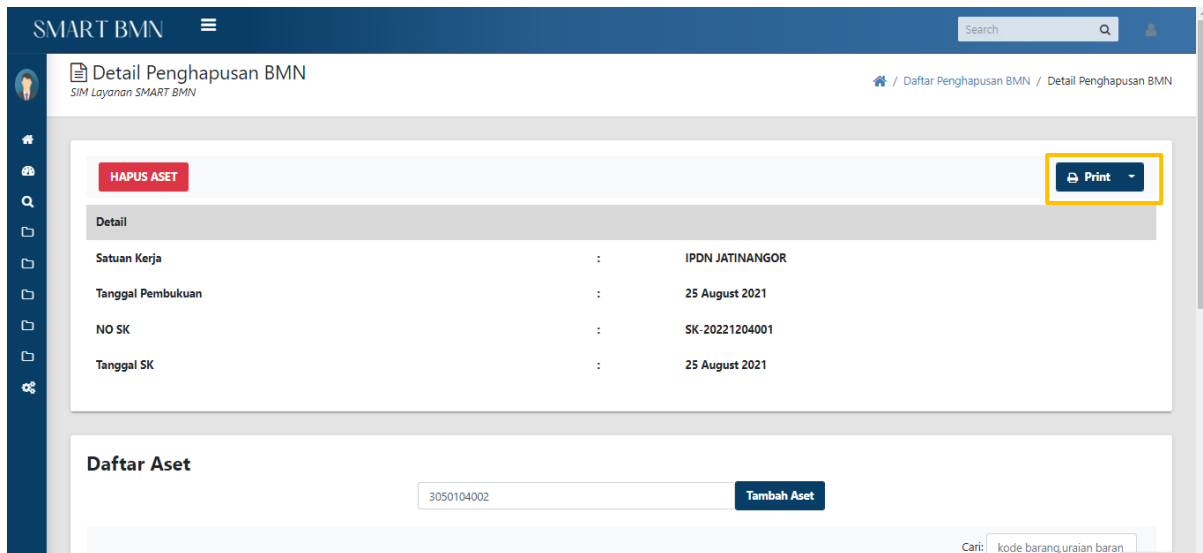 SMART BMN
Search
Detail Penghapusan BMN
SIM Layanan SMART BMN
/ Daftar Penghapusan BMN / Detail Penghapusan BMN
HAPUS ASET
Print
Detail
Satuan Kerja : IPDN JATINANGOR
Tanggal Pembukuan : 25 August 2021
NO SK : SK-20221204001
Tanggal SK : 25 August 2021
Daftar Aset
3050104002
Tambah Aset
Cari: kode barang,uraian baran